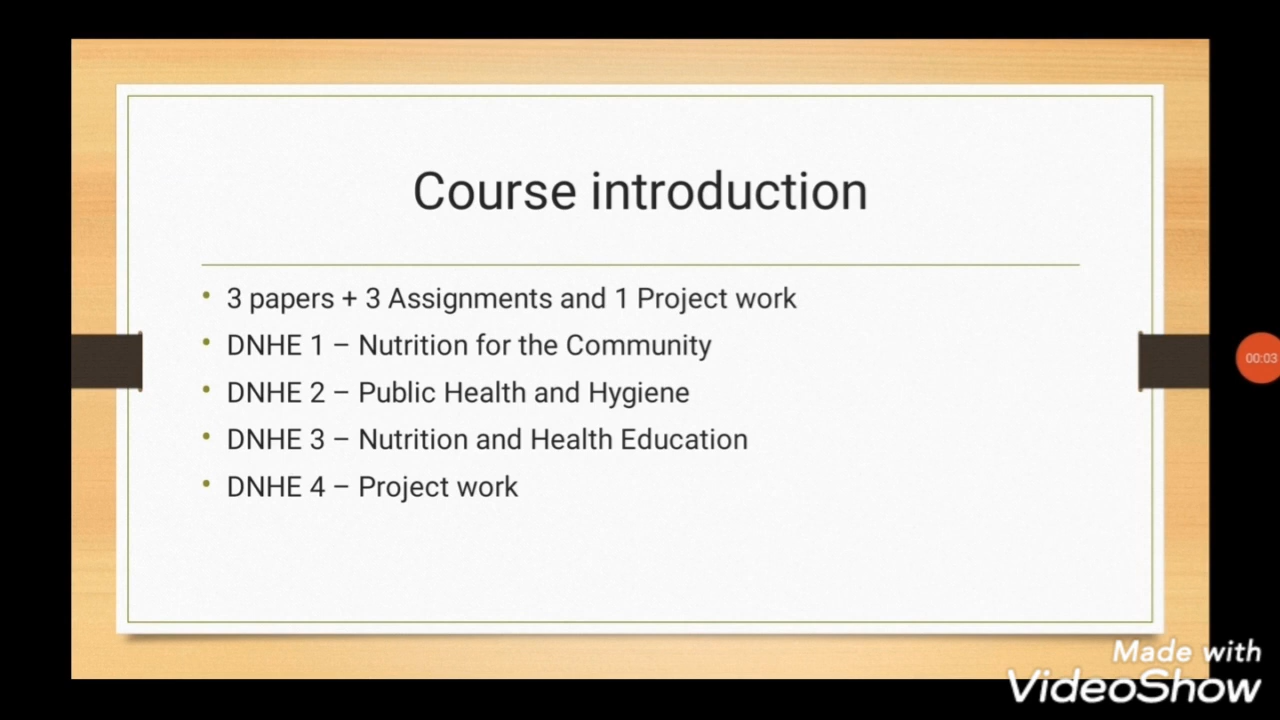 Course introduction
• 3 papers + 3 Assignments and 1 Project work
• DNHE 1 – Nutrition for the Community
• DNHE 2 – Public Health and Hygiene
• DNHE 3 – Nutrition and Health Education
• DNHE 4 – Project work
00:03
Made with
VideoShow